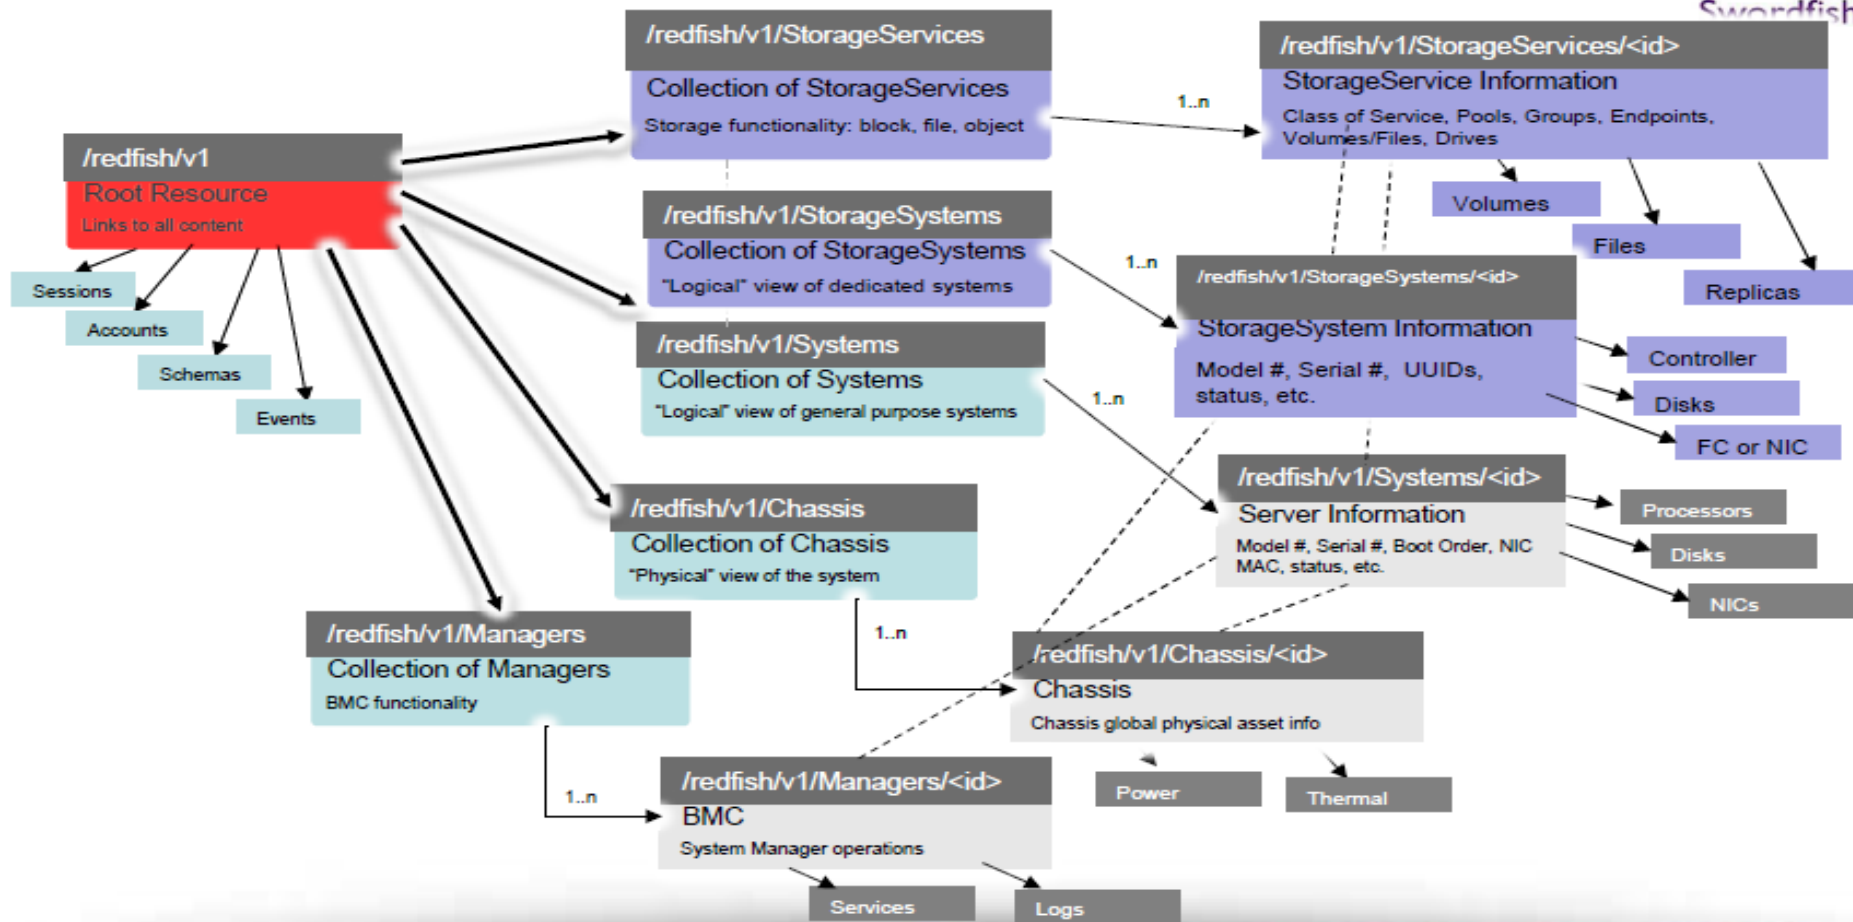 Swordfish
/redfish/v1/StorageServices
Collection of StorageServices
Storage functionality: block, file, object
1..n
/redfish/v1/StorageServices/<id>
StorageService Information
Class of Service, Pools, Groups, Endpoints,
Volumes/Files, Drives
Volumes
Files
Replicas
/redfish/v1
Root Resource
Links to all content
Sessions
Accounts
Schemas
Events
/redfish/v1/StorageSystems
Collection of StorageSystems
"Logical" view of dedicated systems
1..n
/redfish/v1/StorageSystems/<id>
StorageSystem Information
Model #, Serial #, UUIDs,
status, etc.
Controller
Disks
FC or NIC
/redfish/v1/Systems
Collection of Systems
"Logical" view of general purpose systems
1..n
/redfish/v1/Systems/<id>
Server Information
Model #, Serial #, Boot Order, NIC
MAC, status, etc.
Processors
Disks
NICs
/redfish/v1/Chassis
Collection of Chassis
"Physical" view of the system
1..n
/redfish/v1/Chassis/<id>
Chassis
Chassis global physical asset info
Power
Thermal
/redfish/v1/Managers
Collection of Managers
BMC functionality
1..n
/redfish/v1/Managers/<id>
BMC
System Manager operations
Services
Logs